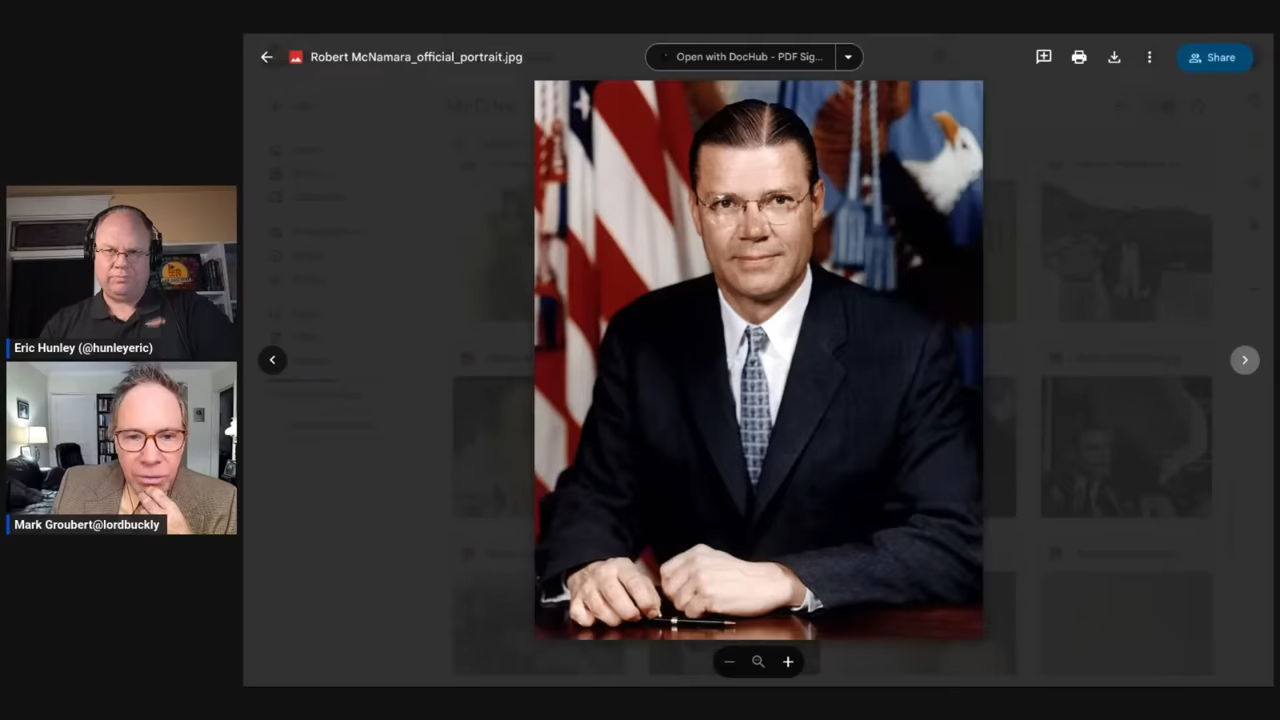 Robert McNamara_official_portrait.jpg
Open with DocHub - PDF Sig...
Share
Eric Hunley (@hunleyeric)
Mark Groubert@lordbuckly